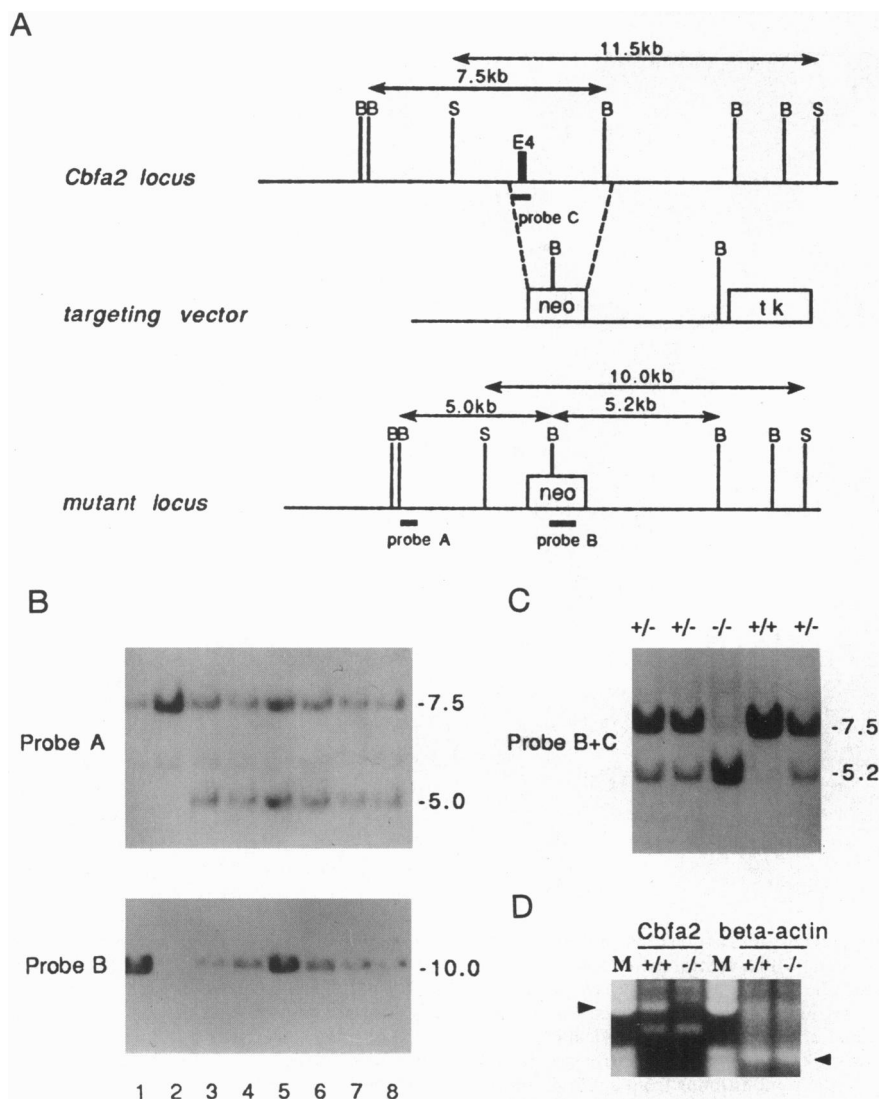 A
11.5kb
7.5kb
B B S B B B S
E4
Cbfa2 locus
probe C
B B
neo tk
targeting vector
10.0kb
5.0kb 5.2kb
B B S B B B S
neo
mutant locus
probe A probe B
B
Probe A
-7.5
-5.0
Probe B
-10.0
1 2 3 4 5 6 7 8
C
+/- +/- -/- +/+ +/-
Probe B+C
-7.5
-5.2
D
Cbfa2 beta-actin
M +/+ -/- M +/+ -/-